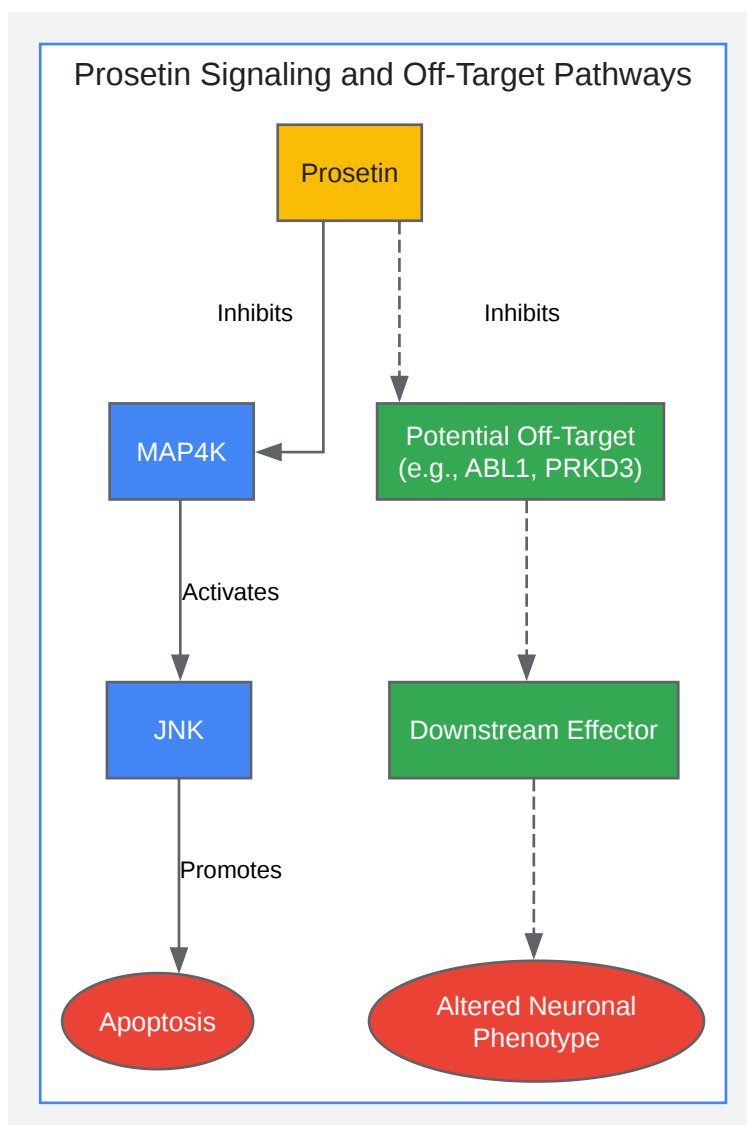 Prosetin Signaling and Off-Target Pathways
Prosetin
Inhibits
Inhibits
MAP4K
Potential Off-Target
(e.g., ABL1, PRKD3)
Activates
JNK
Downstream Effector
Promotes
Apoptosis
Altered Neuronal
Phenotype